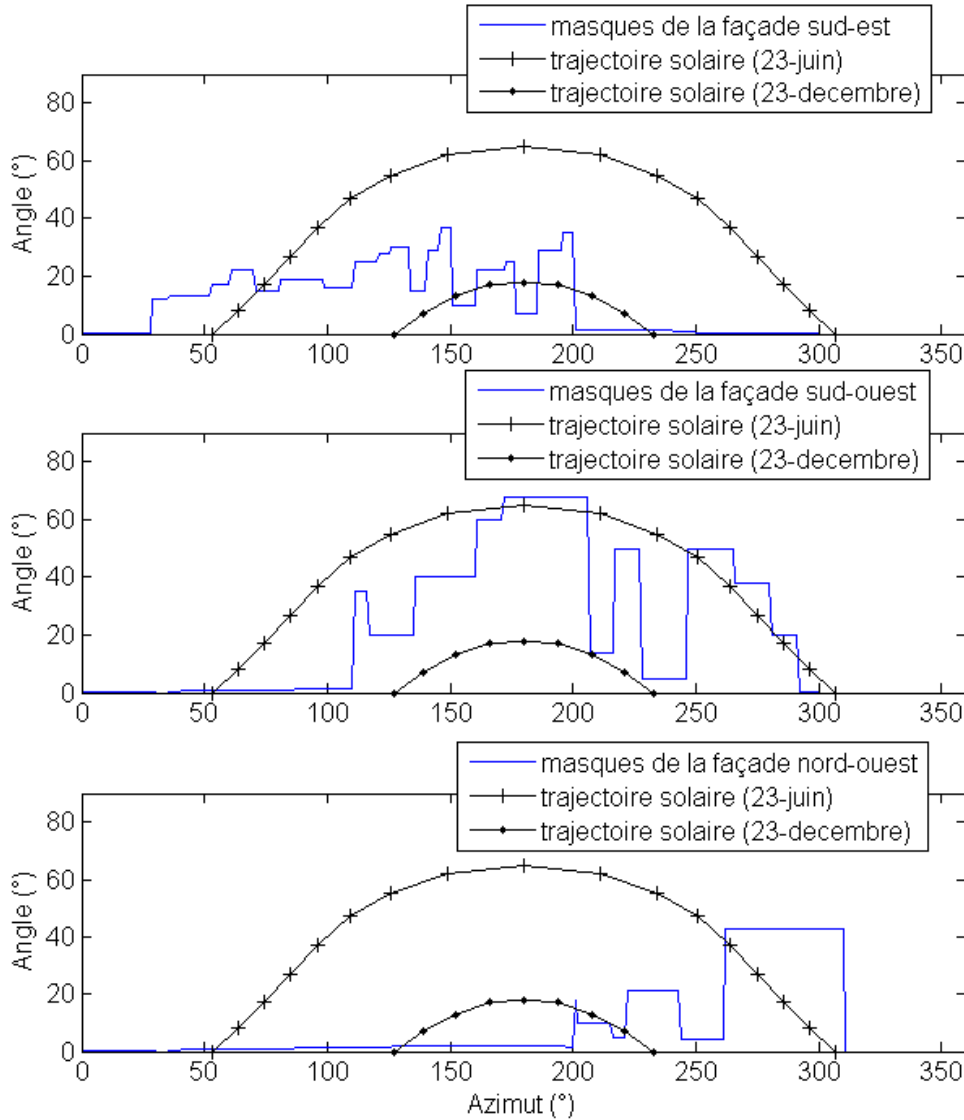 masques de la façade sud-est
trajectoire solaire (23-juin)
trajectoire solaire (23-decembre)
80
60
40
20
0
Angle (°)
0 50 100 150 200 250 300 350
masques de la façade sud-ouest
trajectoire solaire (23-juin)
trajectoire solaire (23-decembre)
80
60
40
20
0
Angle (°)
0 50 100 150 200 250 300 350
masques de la façade nord-ouest
trajectoire solaire (23-juin)
trajectoire solaire (23-decembre)
80
60
40
20
0
Angle (°)
0 50 100 150 200 250 300 350
Azimut (°)